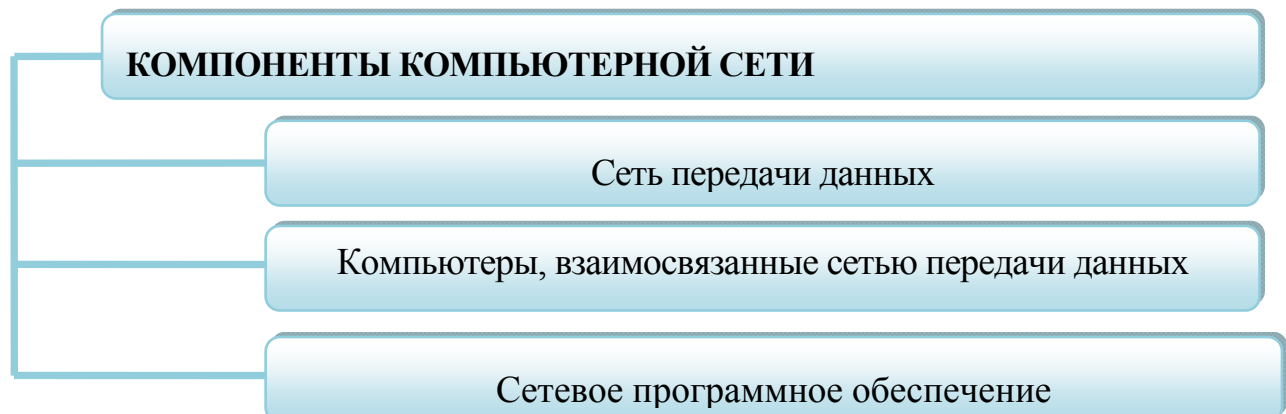 КОМПОНЕНТЫ КОМПЬЮТЕРНОЙ СЕТИ
Сеть передачи данных
Компьютеры, взаимосвязанные сетью передачи данных
Сетевое программное обеспечение